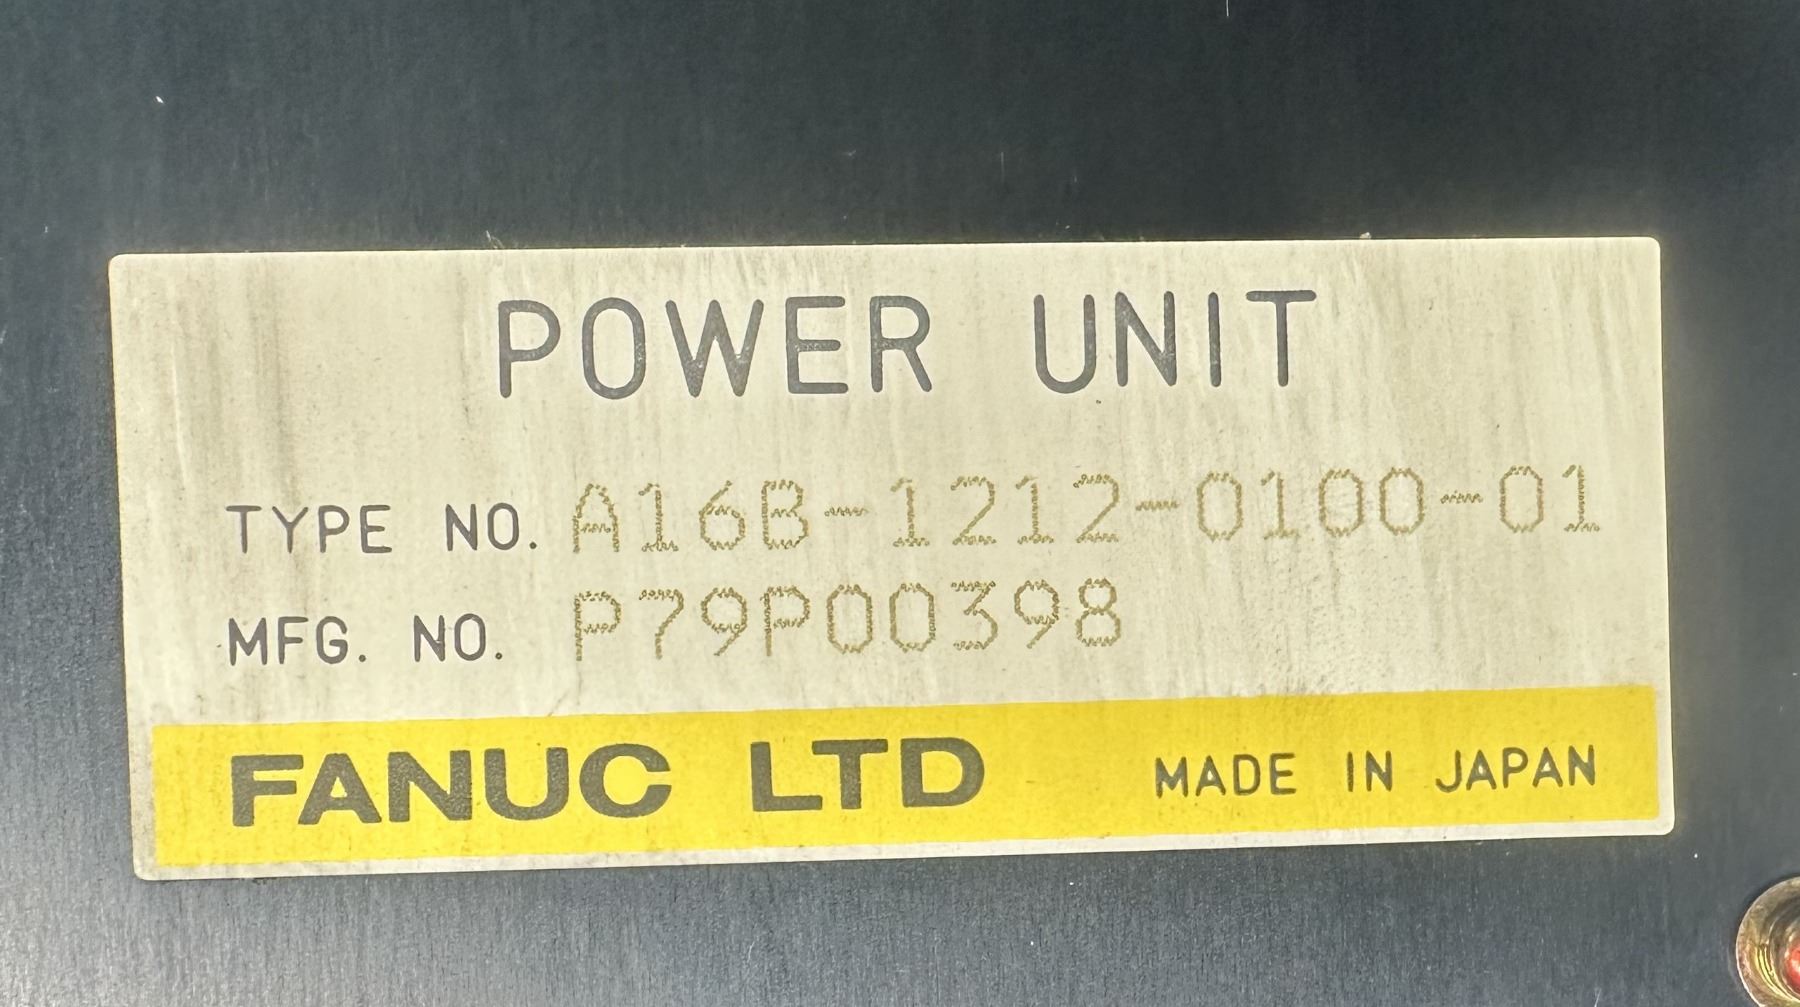 POWER UNIT
TYPE NO. A16B-1212-0100-01
MFG. NO. P79P00398
FANUC LTD MADE IN JAPAN